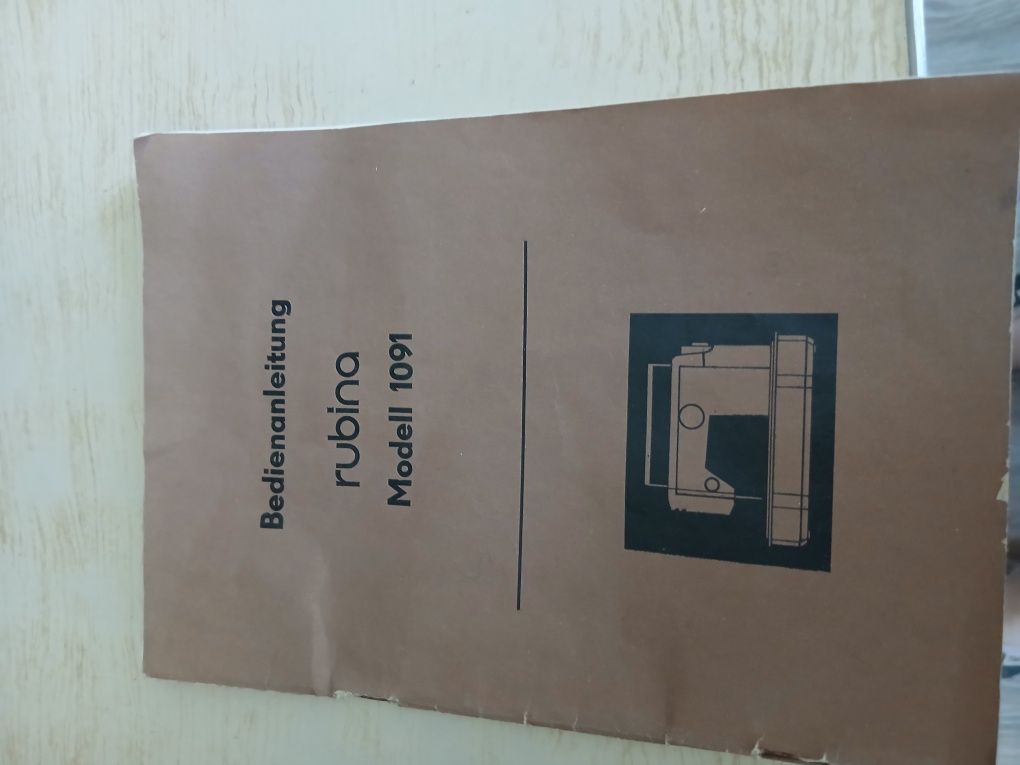 Bedienanleitung
rubina
Modell 1091